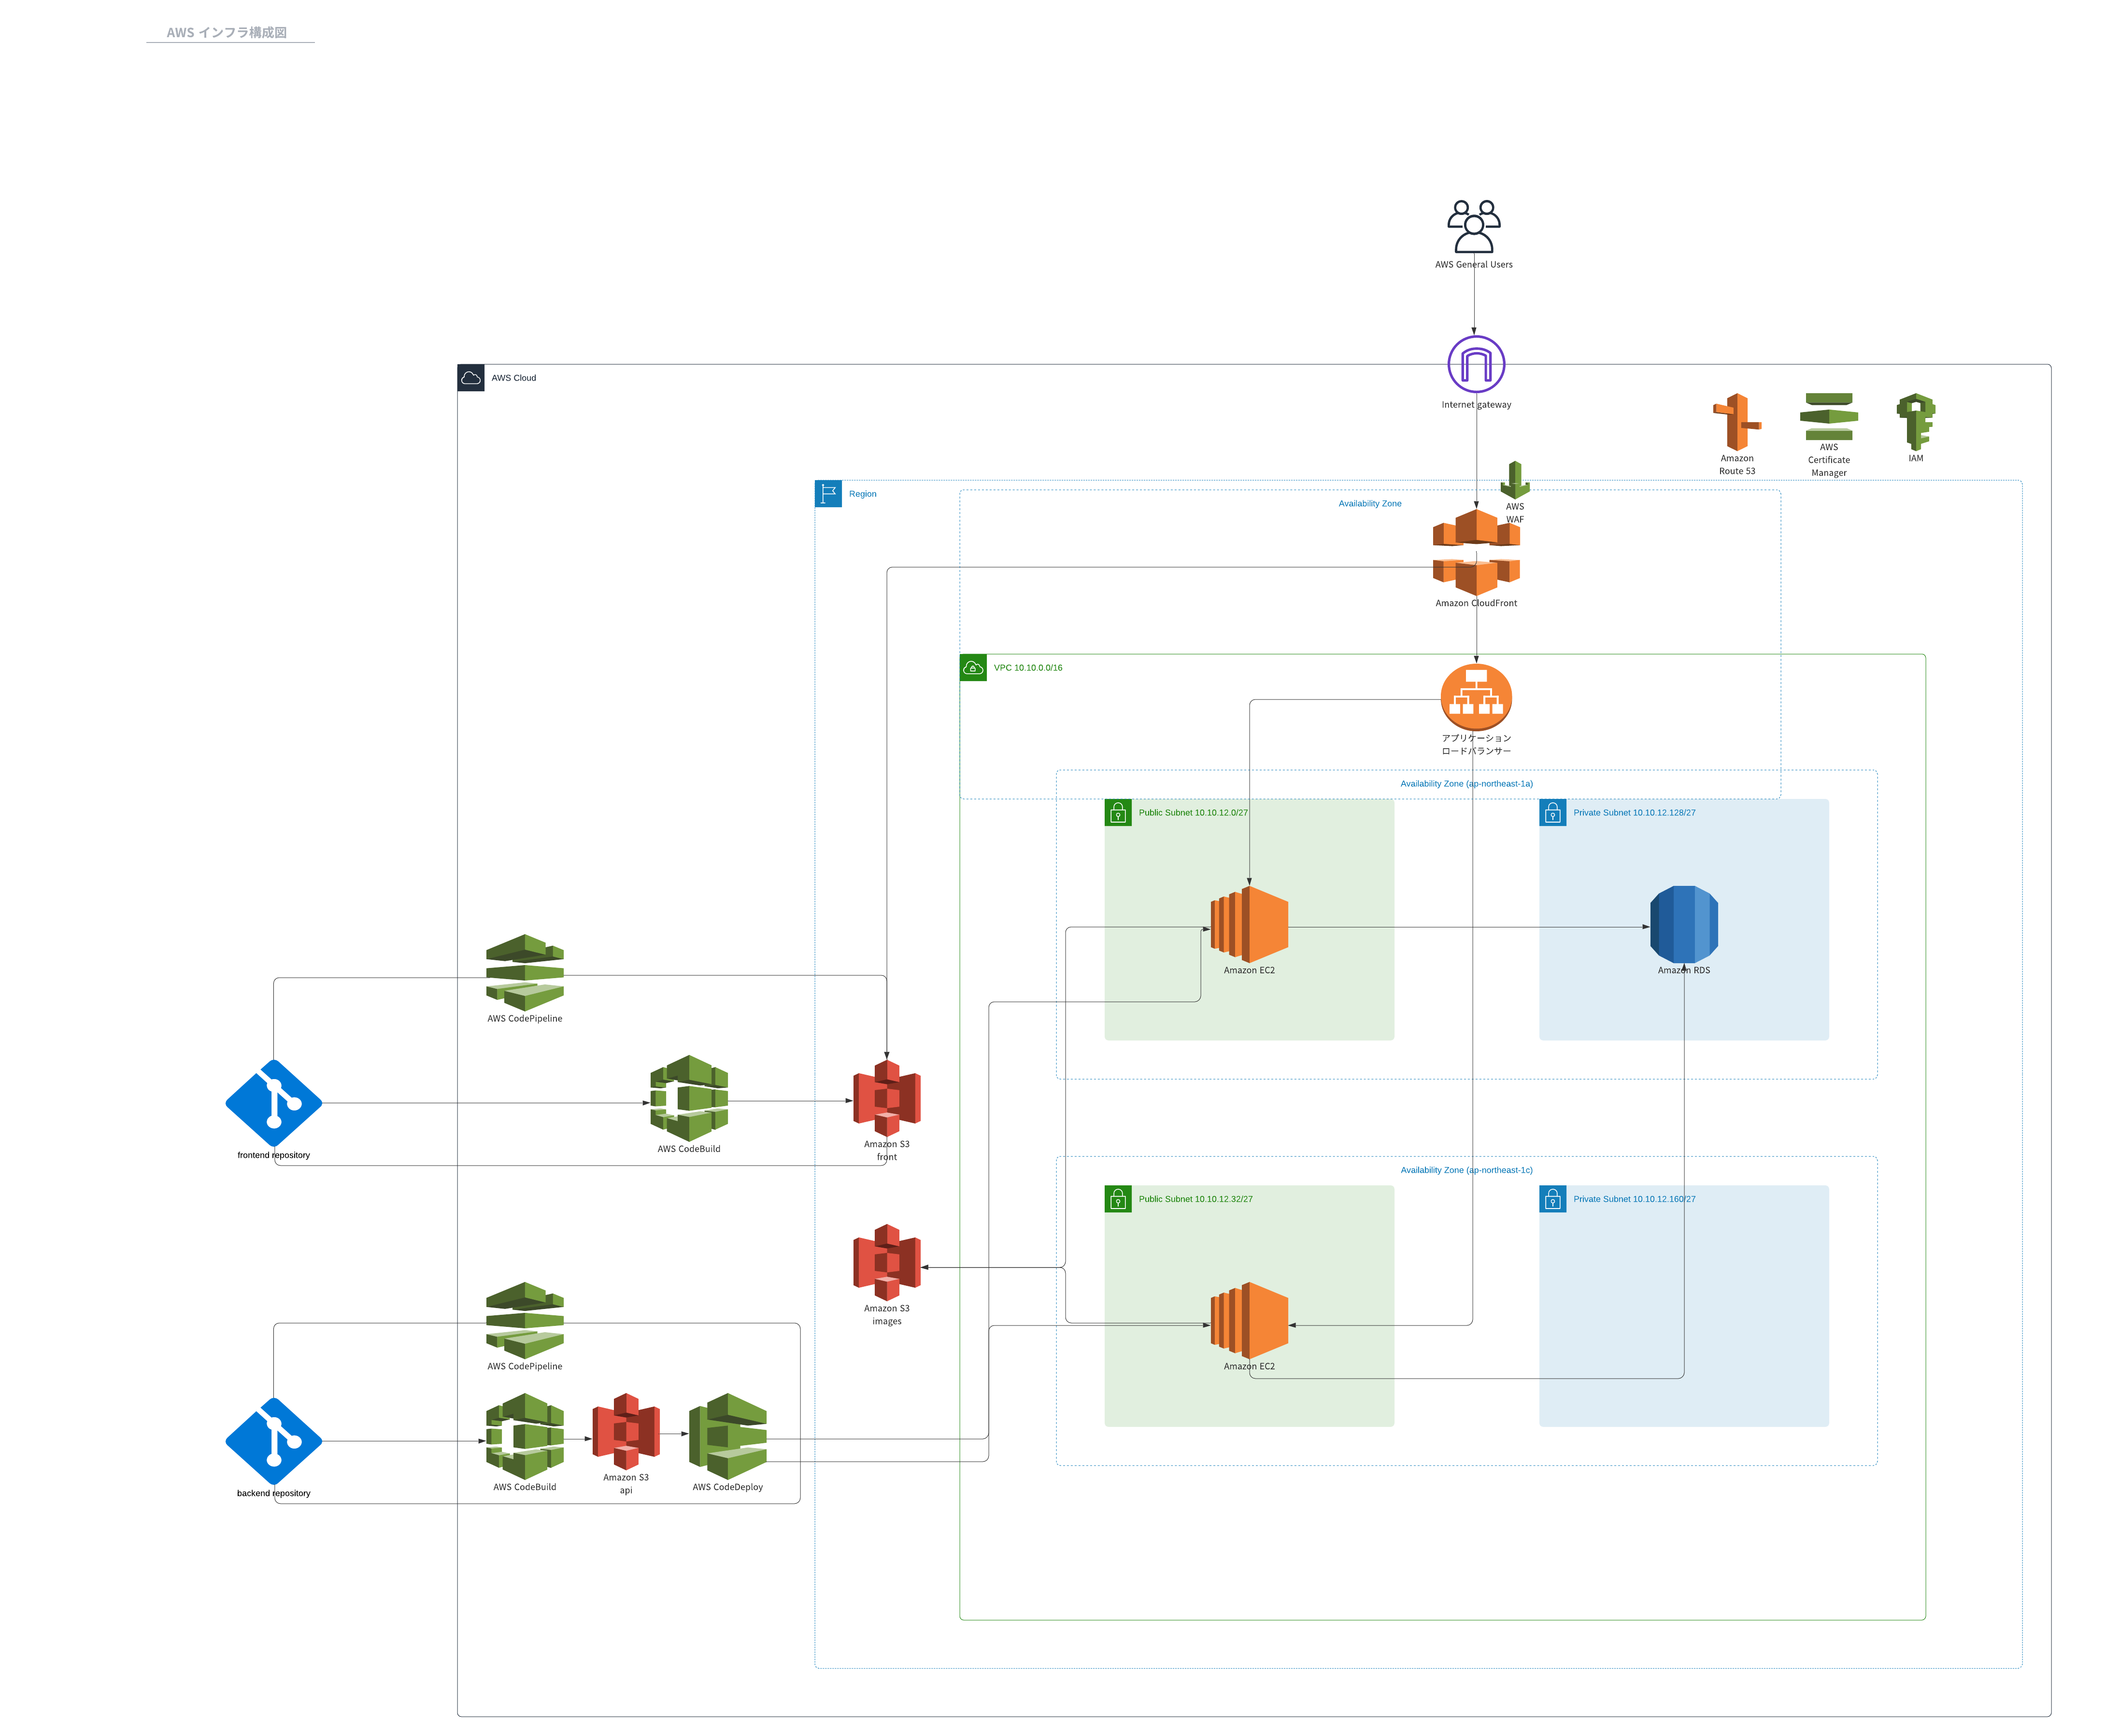 AWS インフラ構成図
AWS General Users
AWS Cloud
Internet gateway
Amazon
Route 53
AWS
Certificate
Manager
IAM
Region
Availability Zone
AWS
WAF
Amazon CloudFront
VPC 10.10.0.0/16
アプリケーション
ロードバランサー
Availability Zone (ap-northeast-1a)
Public Subnet 10.10.12.0/27
Private Subnet 10.10.12.128/27
Amazon EC2
Amazon RDS
AWS CodePipeline
frontend repository
AWS CodeBuild
Amazon S3
front
Availability Zone (ap-northeast-1c)
Public Subnet 10.10.12.32/27
Private Subnet 10.10.12.160/27
Amazon S3
images
AWS CodePipeline
Amazon EC2
backend repository
AWS CodeBuild
Amazon S3
api
AWS CodeDeploy